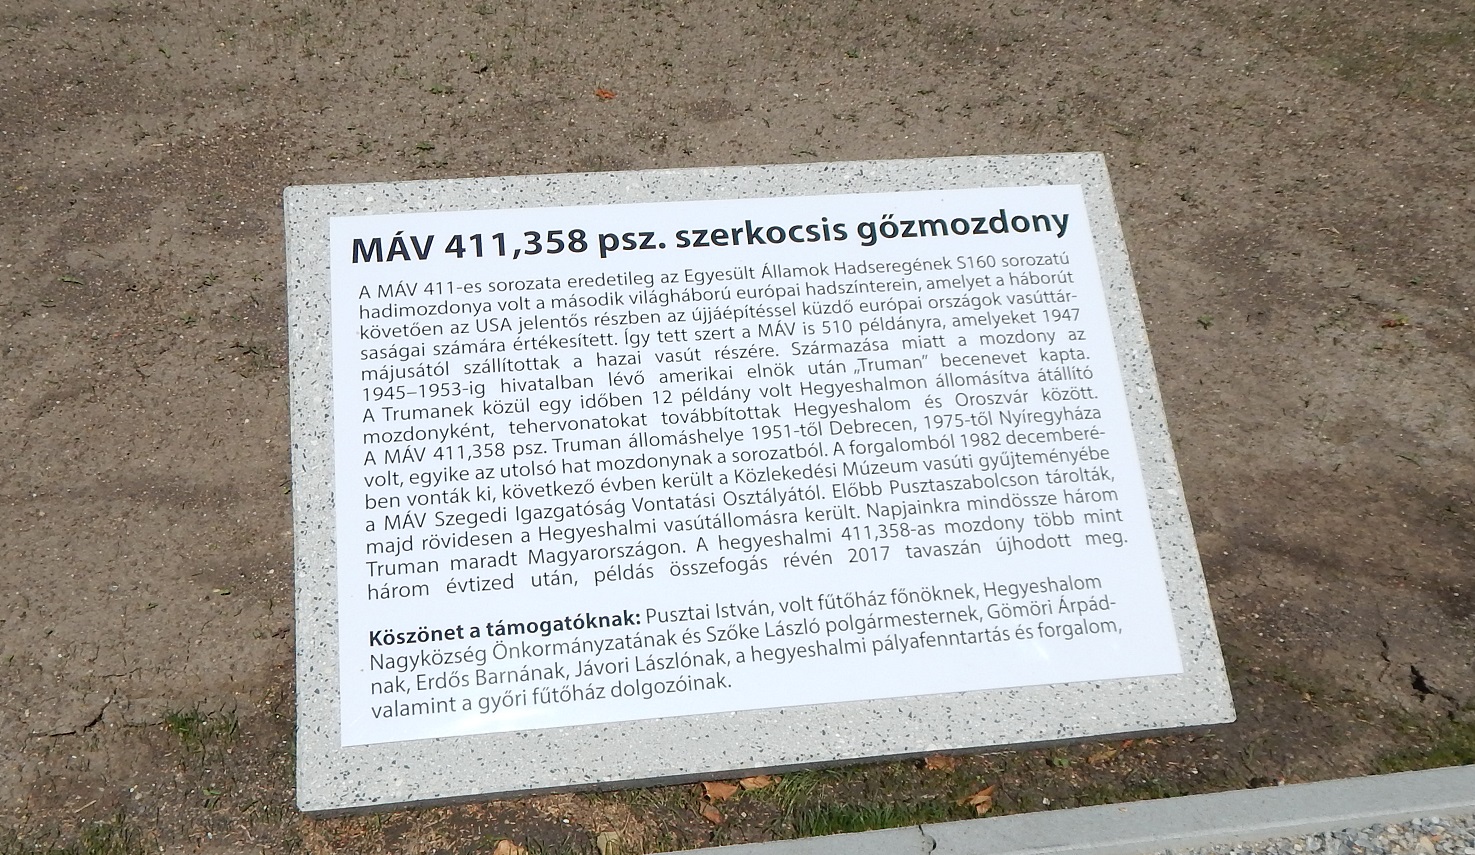 MÁV 411,358 psz. szerkocsis gőzmozdony
A MÁV 411-es sorozata eredetileg az Egyesült Államok Hadseregének S160 sorozatú
hadimozdonya volt a második világháború európai hadszínterein, amelyet a háborút
követően az USA jelentős részben az újjáépítéssel küzdő európai országok vasúttár-
saságai számára értékesített. Így tett szert a MÁV is 510 példányra, amelyeket 1947
májusától szállítottak a hazai vasút részére. Származása miatt a mozdony az
1945–1953-ig hivatalban lévő amerikai elnök után „Truman” becenevet kapta.
A Trumanek közül egy időben 12 példány volt Hegyeshalmon állomásítva átállító
mozdonyként, tehervonatokat továbbítottak Hegyeshalom és Oroszvár között.
A MÁV 411,358 psz. Truman állomáshelye 1951-től Debrecen, 1975-től Nyíregyháza
volt, egyike az utolsó hat mozdonynak a sorozatból. A forgalomból 1982 decemberé-
ben vonták ki, következő évben került a Közlekedési Múzeum vasúti gyűjteményébe
a MÁV Szegedi Igazgatóság Vontatási Osztályától. Előbb Pusztaszabolcson tárolták,
majd rövidesen a Hegyeshalmi vasútállomásra került. Napjainkra mindössze három
Truman maradt Magyarországon. A hegyeshalmi 411,358-as mozdony több mint
három évtized után, példás összefogás révén 2017 tavaszán újhodott meg.
Köszönet a támogatóknak: Pusztai István, volt fűtőház főnöknek, Hegyeshalom
Nagyközség Önkormányzatának és Szőke László polgármesternek, Gömöri Árpád-
nak, Erdős Barnának, Jávori Lászlónak, a hegyeshalmi pályafenntartás és forgalom,
valamint a győri fűtőház dolgozóinak.